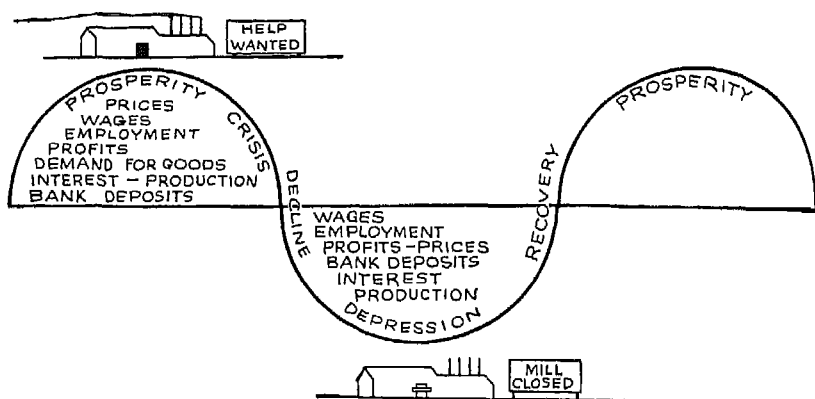 HELP
WANTED
PROSPERITY
PRICES
WAGES
EMPLOYMENT
PROFITS
DEMAND FOR GOODS
INTEREST - PRODUCTION
BANK DEPOSITS
CRISIS
DECLINE
WAGES
EMPLOYMENT
PROFITS - PRICES
BANK DEPOSITS
INTEREST
PRODUCTION
DEPRESSION
RECOVERY
PROSPERITY
MILL
CLOSED